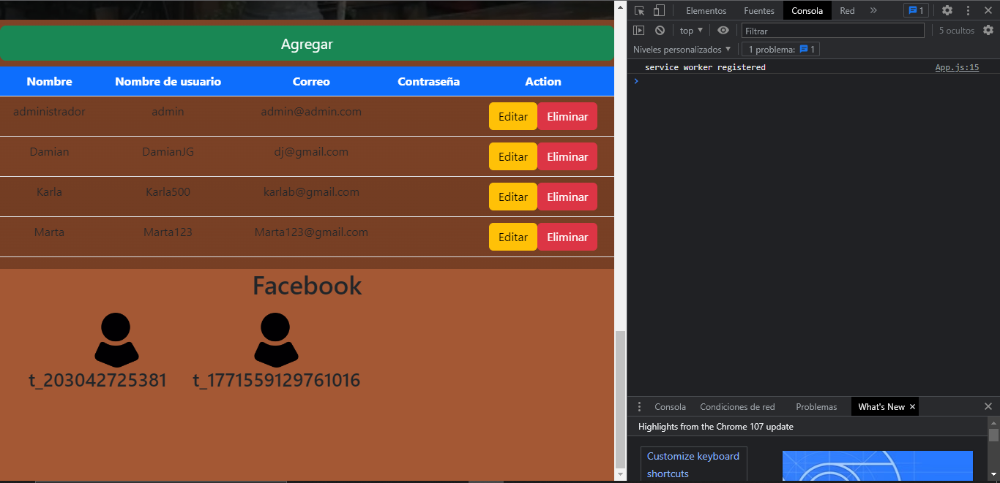 Agregar
Nombre Nombre de usuario Correo Contraseña Action
administrador admin admin@admin.com Editar Eliminar
Damian DamianJG dj@gmail.com Editar Eliminar
Karla Karla500 karlab@gmail.com Editar Eliminar
Marta Marta123 Marta123@gmail.com Editar Eliminar
Facebook
t_203042725381 t_1771559129761016
Elementos Fuentes Consola Red » 1
top Filtrar 5 ocultos
Niveles personalizados 1 problema: 1
service worker registered App.js:15
Consola Condiciones de red Problemas What's New
Highlights from the Chrome 107 update
Customize keyboard
shortcuts